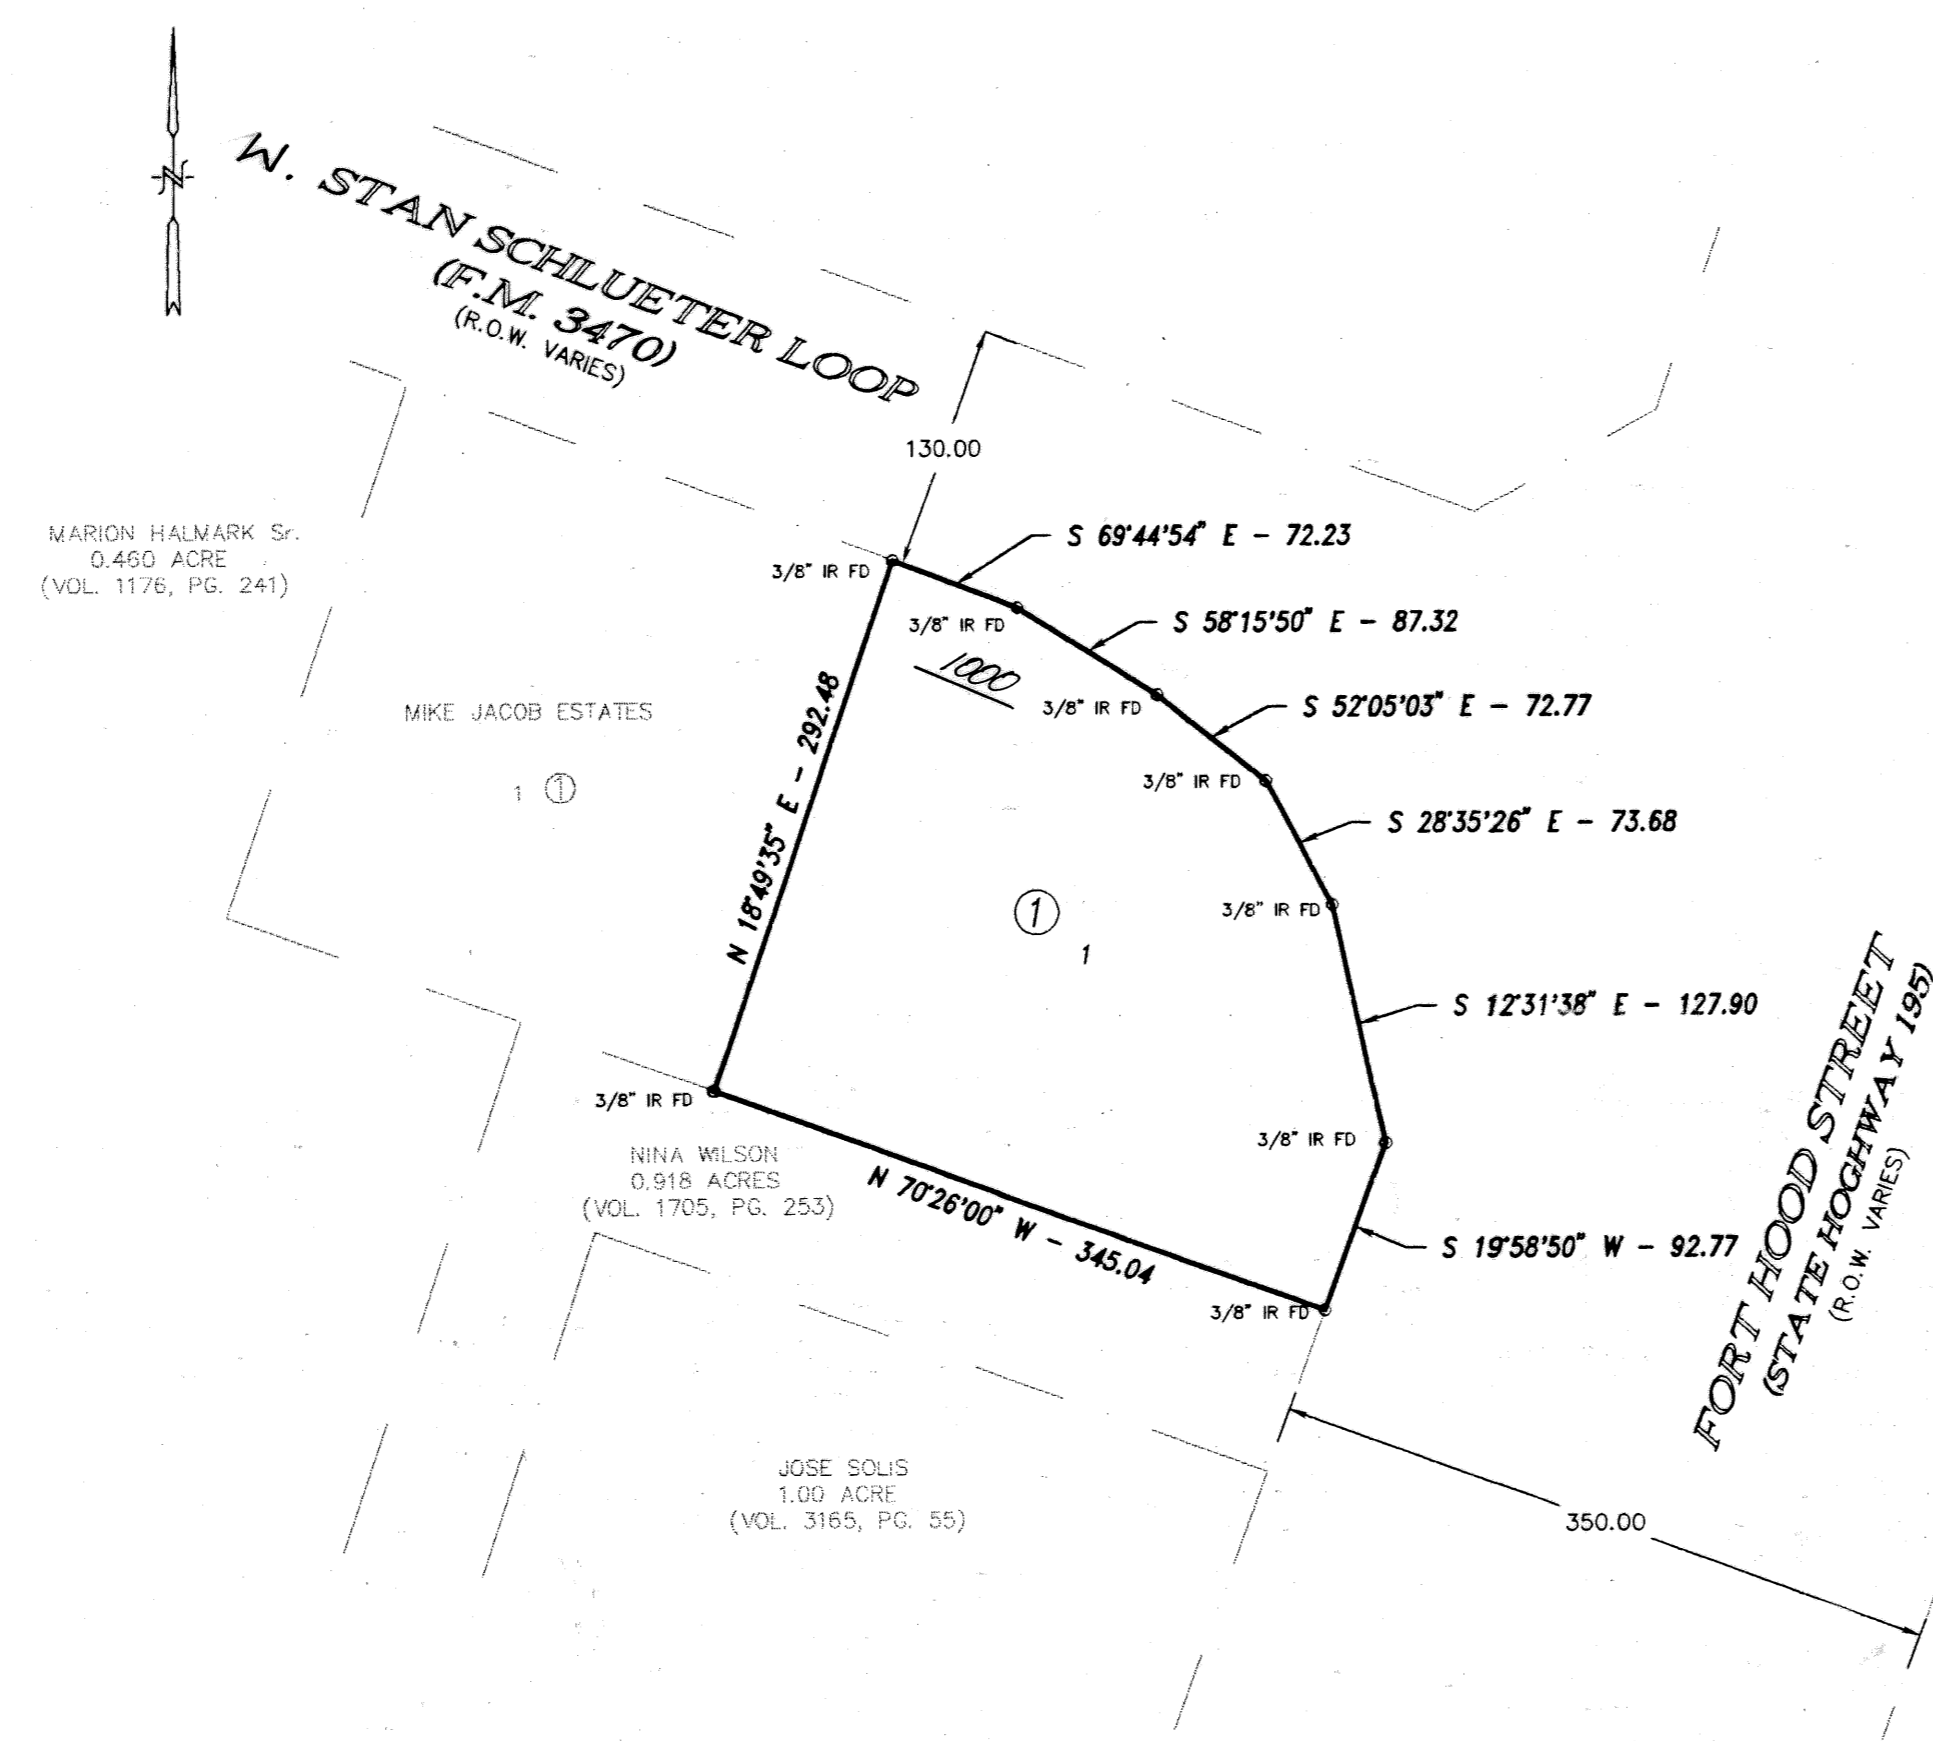 N
W. STAN SCHLUETER LOOP
(F.M. 3470)
(R.O.W. VARIES)
130.00
MARION HALMARK Sr.
0.460 ACRE
(VOL. 1176, PG. 241)
S 69°44'54" E - 72.23
3/8" IR FD
3/8" IR FD
S 58°15'50" E - 87.32
1000
3/8" IR FD
S 52°05'03" E - 72.77
MIKE JACOB ESTATES
1 1
N 18°49'35" E - 292.48
3/8" IR FD
S 28°35'26" E - 73.68
3/8" IR FD
1
1
S 12°31'38" E - 127.90
3/8" IR FD
3/8" IR FD
NINA WILSON
0.918 ACRES
(VOL. 1705, PG. 253)
N 70°26'00" W - 345.04
S 19°58'50" W - 92.77
3/8" IR FD
FORT HOOD STREET
(STATE HOGHWAY 195)
(R.O.W. VARIES)
JOSE SOLIS
1.00 ACRE
(VOL. 3165, PG. 55)
350.00